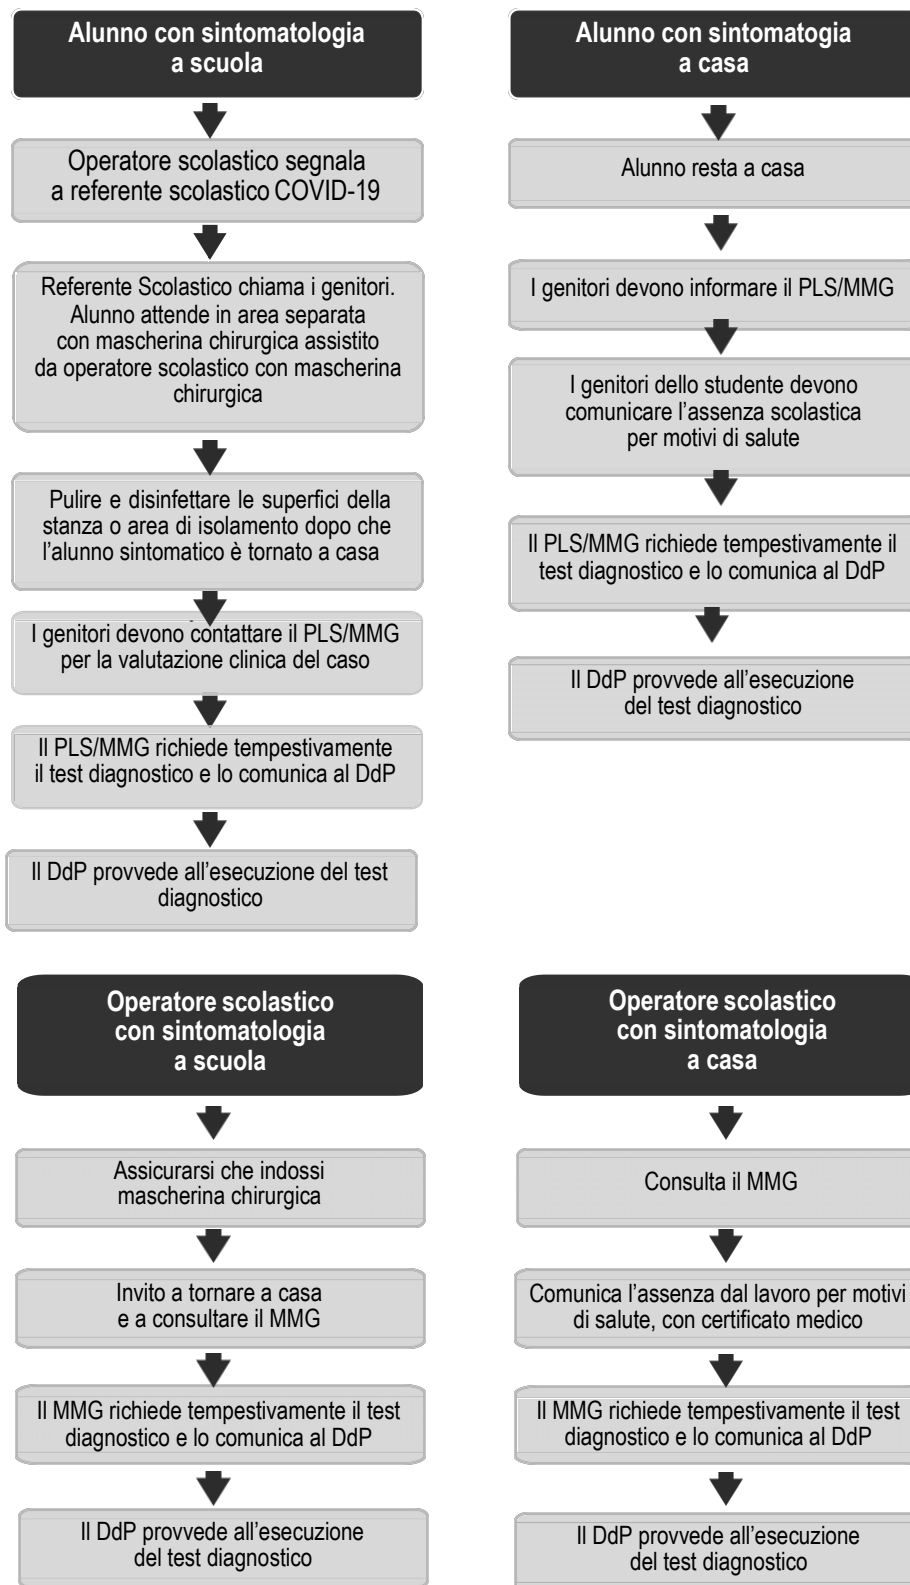 Alunno con sintomatologia
a scuola
Operatore scolastico segnala
a referente scolastico COVID-19
Referente Scolastico chiama i genitori.
Alunno attende in area separata
con mascherina chirurgica assistito
da operatore scolastico con mascherina
chirurgica
Pulire e disinfettare le superfici della
stanza o area di isolamento dopo che
l’alunno sintomatico è tornato a casa
I genitori devono contattare il PLS/MMG
per la valutazione clinica del caso
Il PLS/MMG richiede tempestivamente
il test diagnostico e lo comunica al DdP
Il DdP provvede all’esecuzione del test
diagnostico
Alunno con sintomatogia
a casa
Alunno resta a casa
I genitori devono informare il PLS/MMG
I genitori dello studente devono
comunicare l’assenza scolastica
per motivi di salute
Il PLS/MMG richiede tempestivamente il
test diagnostico e lo comunica al DdP
Il DdP provvede all’esecuzione
del test diagnostico
Operatore scolastico
con sintomatologia
a scuola
Assicurarsi che indossi
mascherina chirurgica
Invito a tornare a casa
e a consultare il MMG
Il MMG richiede tempestivamente il test
diagnostico e lo comunica al DdP
Il DdP provvede all’esecuzione
del test diagnostico
Operatore scolastico
con sintomatologia
a casa
Consulta il MMG
Comunica l’assenza dal lavoro per motivi
di salute, con certificato medico
Il MMG richiede tempestivamente il test
diagnostico e lo comunica al DdP
Il DdP provvede all’esecuzione
del test diagnostico